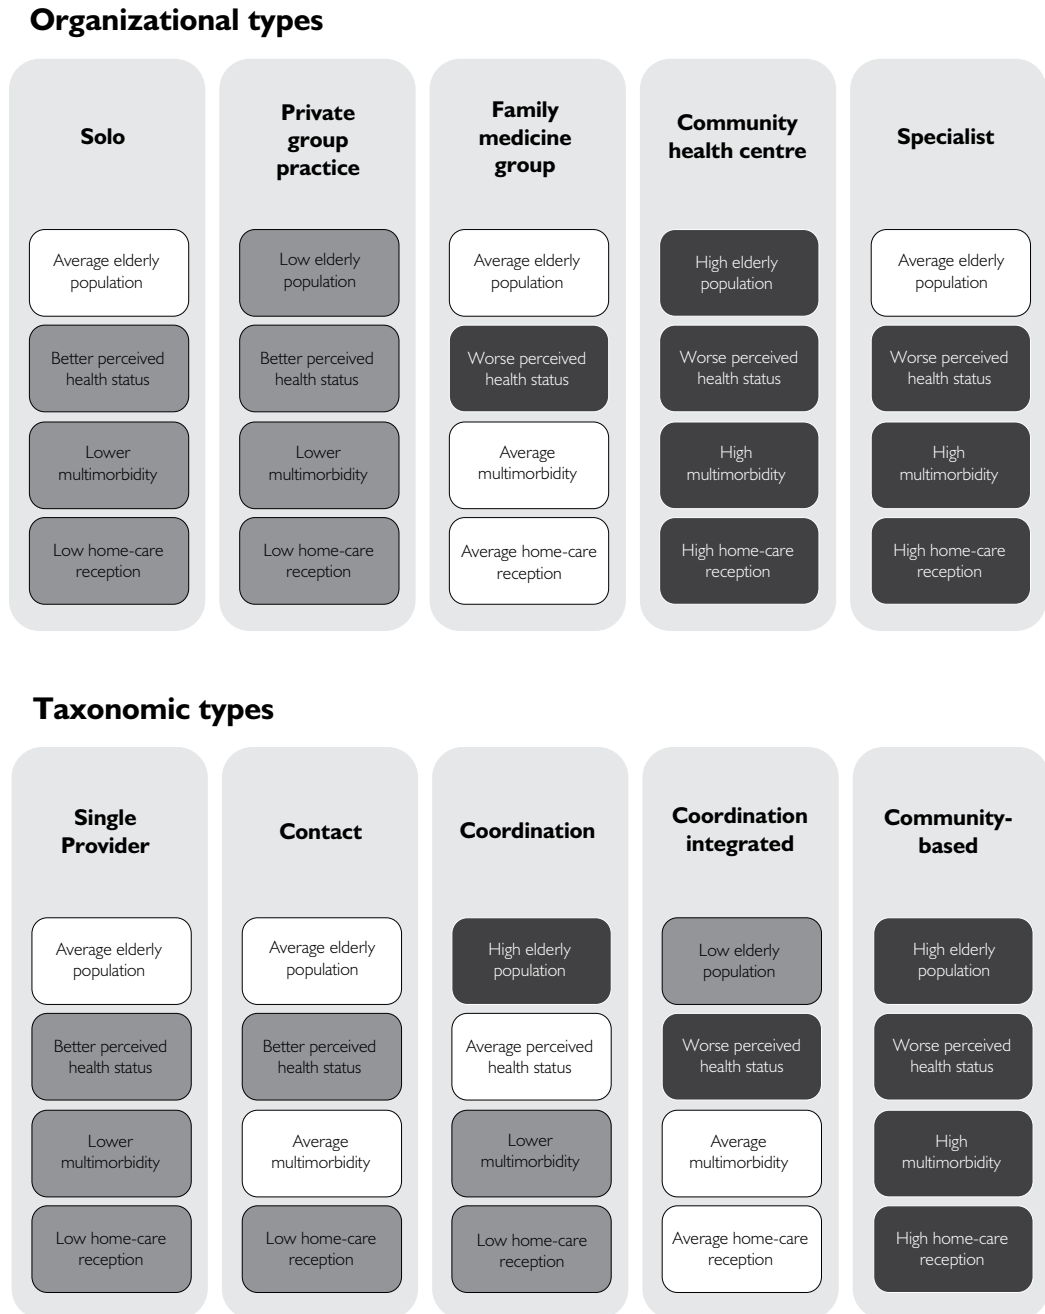 Organizational types
Solo
Private
group
practice
Family
medicine
group
Community
health centre
Specialist
Average elderly
population
Low elderly
population
Average elderly
population
High elderly
population
Average elderly
population
Better perceived
health status
Better perceived
health status
Worse perceived
health status
Worse perceived
health status
Worse perceived
health status
Lower
multimorbidity
Lower
multimorbidity
Average
multimorbidity
High
multimorbidity
High
multimorbidity
Low home-care
reception
Low home-care
reception
Average home-care
reception
High home-care
reception
High home-care
reception
Taxonomic types
Single
Provider
Contact
Coordination
Coordination
integrated
Community-
based
Average elderly
population
Average elderly
population
High elderly
population
Low elderly
population
High elderly
population
Better perceived
health status
Better perceived
health status
Average perceived
health status
Worse perceived
health status
Worse perceived
health status
Lower
multimorbidity
Average
multimorbidity
Lower
multimorbidity
Average
multimorbidity
High
multimorbidity
Low home-care
reception
Low home-care
reception
Low home-care
reception
Average home-care
reception
High home-care
reception